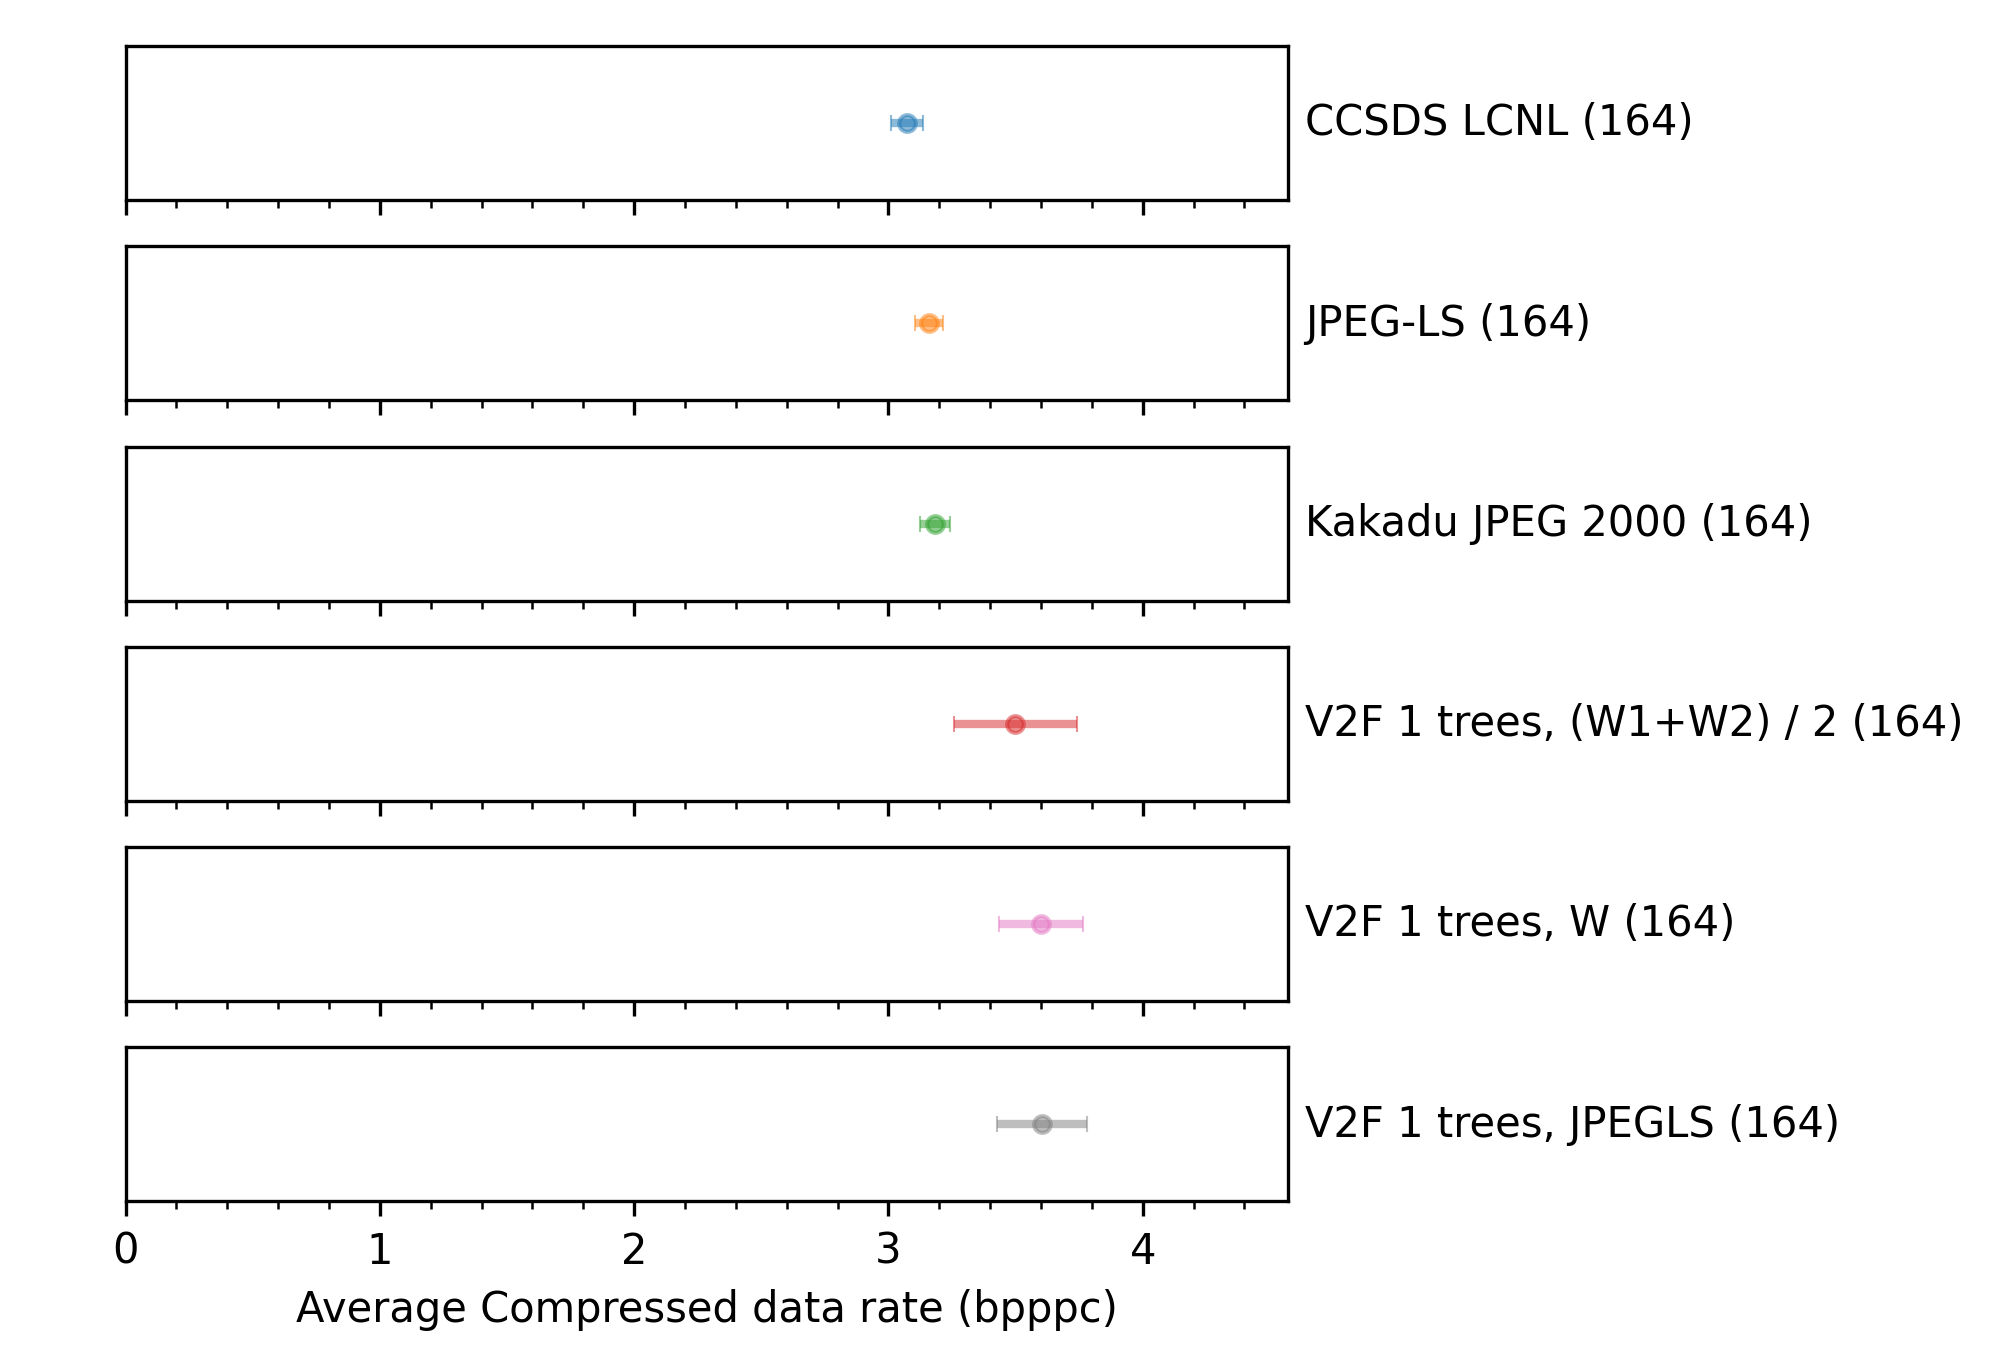 CCSDS LCNL (164)
JPEG-LS (164)
Kakadu JPEG 2000 (164)
V2F 1 trees, (W1+W2) / 2 (164)
V2F 1 trees, W (164)
V2F 1 trees, JPEGLS (164)
0 1 2 3 4
Average Compressed data rate (bpppc)